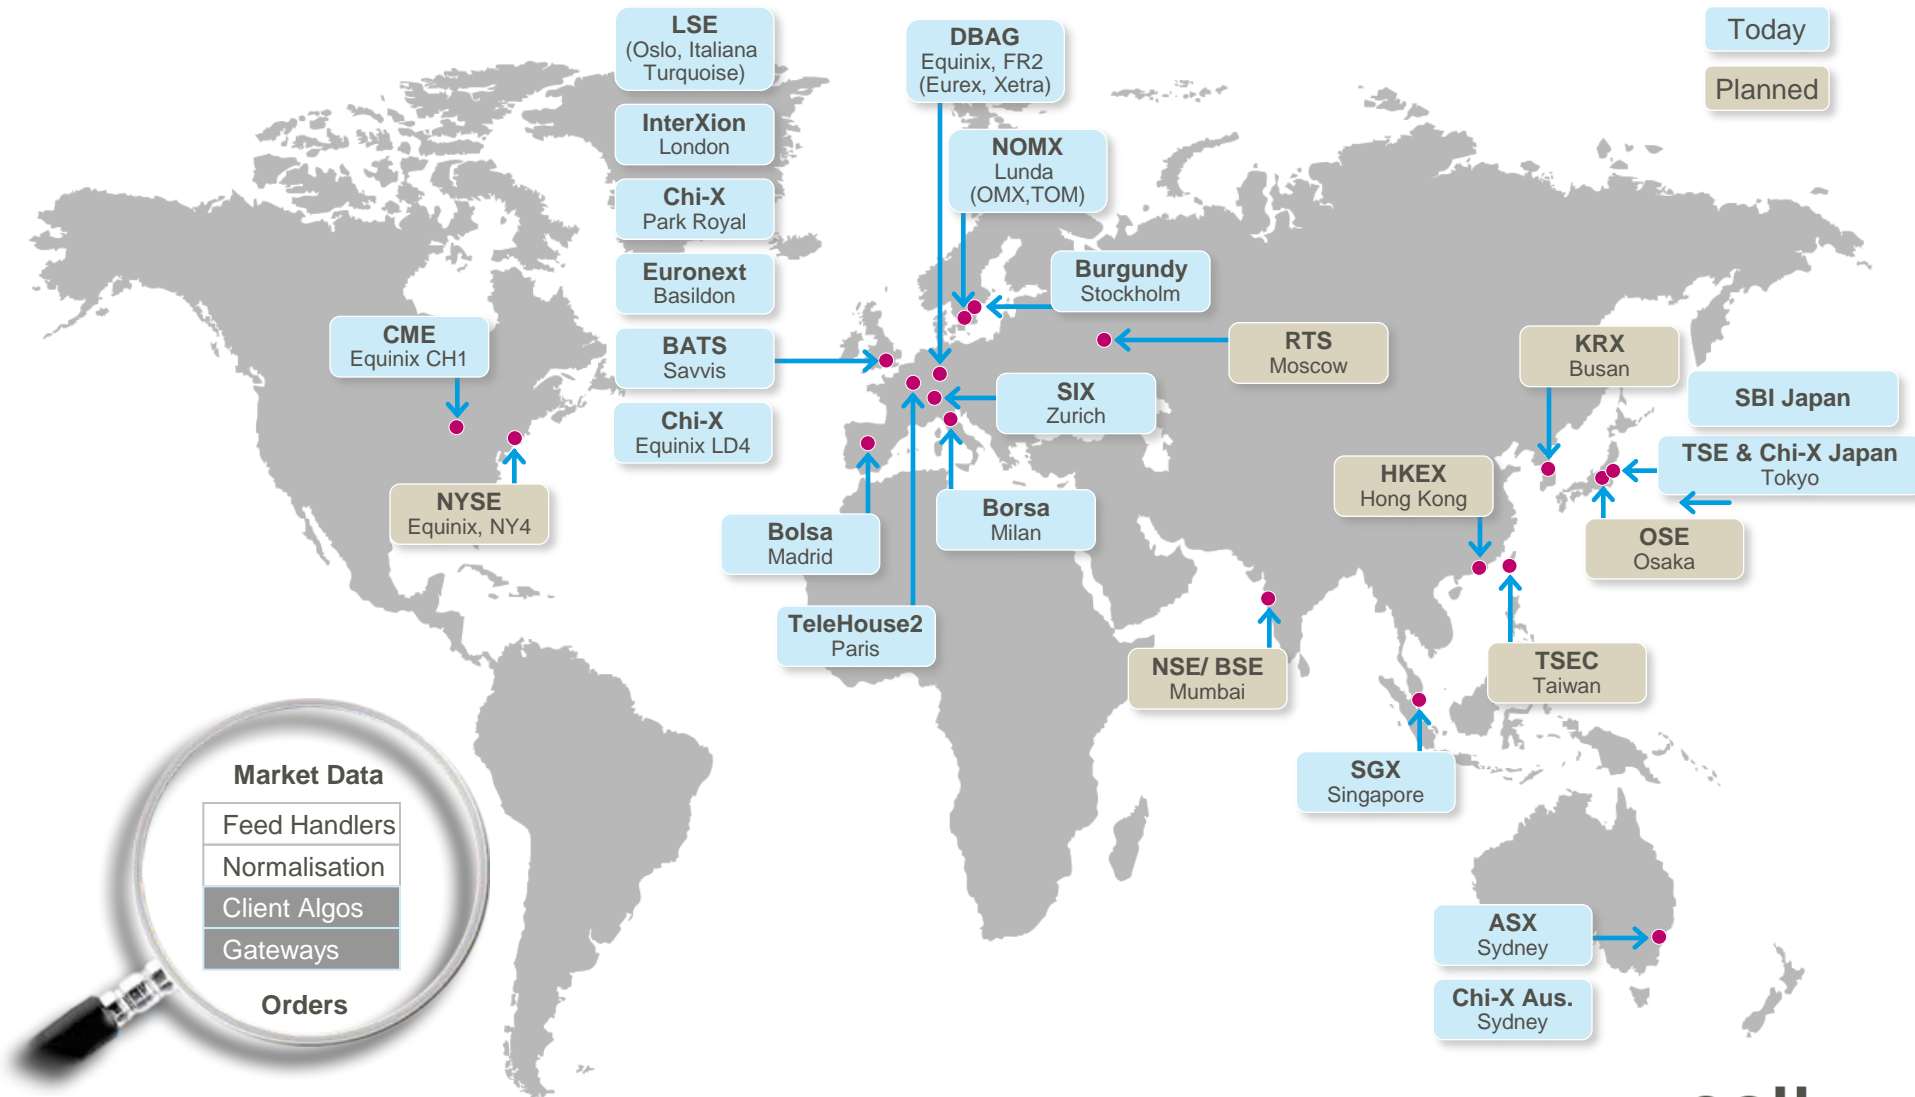 LSE
(Oslo, Italiana
Turquoise)
DBAG
Equinix, FR2
(Eurex, Xetra)
Today
Planned
InterXion
London
NOMX
Lunda
(OMX,TOM)
Chi-X
Park Royal
Euronext
Basildon
Burgundy
Stockholm
CME
Equinix CH1
BATS
Savvis
RTS
Moscow
KRX
Busan
SIX
Zurich
SBI Japan
Chi-X
Equinix LD4
TSE & Chi-X Japan
Tokyo
HKEX
Hong Kong
NYSE
Equinix, NY4
Bolsa
Madrid
Borsa
Milan
OSE
Osaka
TeleHouse2
Paris
NSE/ BSE
Mumbai
TSEC
Taiwan
SGX
Singapore
Market Data
Feed Handlers
Normalisation
Client Algos
Gateways
Orders
ASX
Sydney
Chi-X Aus.
Sydney